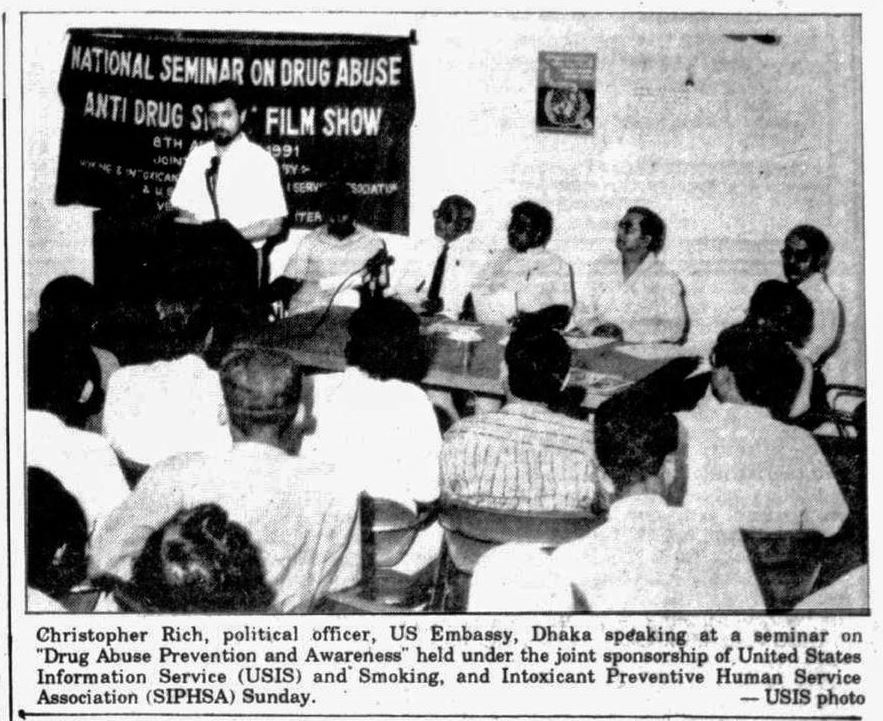 NATIONAL SEMINAR ON DRUG ABUSE
ANTI DRUG FILM SHOW
8TH 1991
Christopher Rich, political officer, US Embassy, Dhaka speaking at a seminar on
"Drug Abuse Prevention and Awareness" held under the joint sponsorship of United States
Information Service (USIS) and Smoking, and Intoxicant Preventive Human Service
Association (SIPHSA) Sunday. — USIS photo